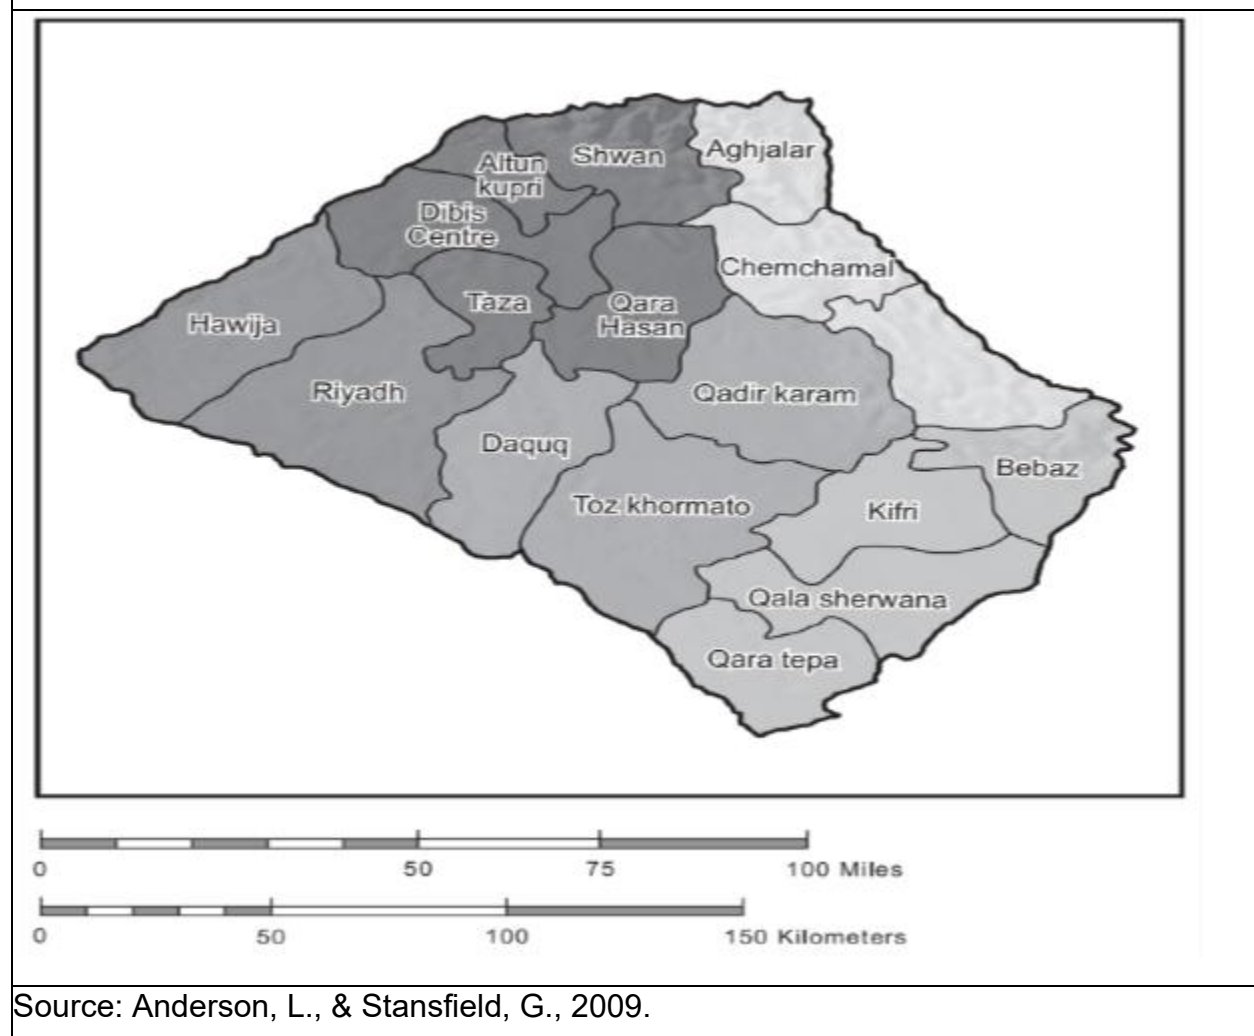 Shwan
Aghjalar
Altun
kupri
Dibis
Centre
Chemchamal
Taza
Qara
Hasan
Hawija
Riyadh
Qadir karam
Daquq
Bebaz
Toz khormato
Kifri
Qala sherwana
Qara tepa
0 50 75 100 Miles
0 50 100 150 Kilometers
Source: Anderson, L., & Stansfield, G., 2009.